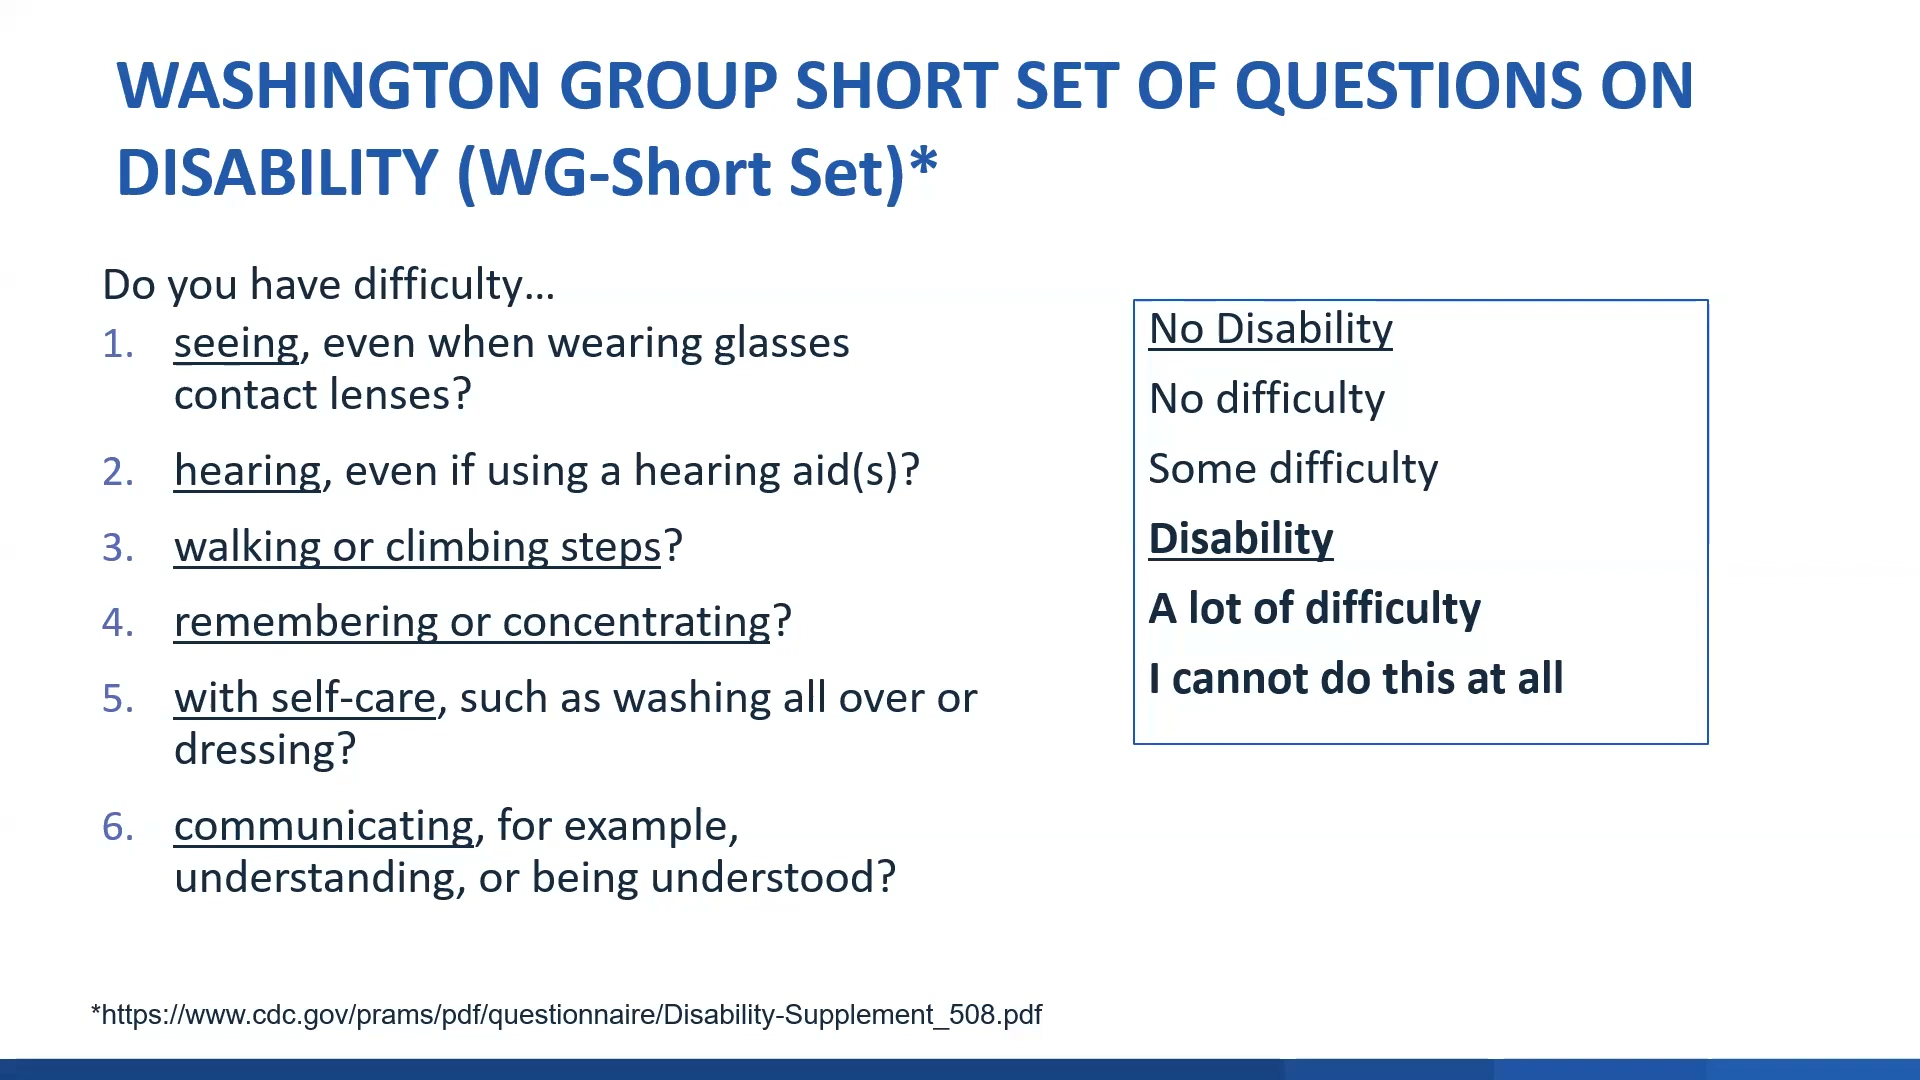 WASHINGTON GROUP SHORT SET OF QUESTIONS ON
DISABILITY (WG-Short Set)*
Do you have difficulty…
1. seeing, even when wearing glasses
contact lenses?
2. hearing, even if using a hearing aid(s)?
3. walking or climbing steps?
4. remembering or concentrating?
5. with self-care, such as washing all over or
dressing?
6. communicating, for example,
understanding, or being understood?
No Disability
No difficulty
Some difficulty
Disability
A lot of difficulty
I cannot do this at all
*https://www.cdc.gov/prams/pdf/questionnaire/Disability-Supplement_508.pdf